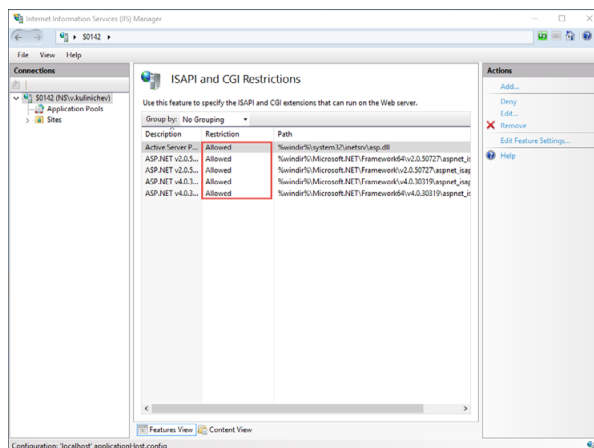 Internet Information Services (IIS) Manager
S0142
File View Help
Connections
S0142 (NS\v.kulinichev)
Application Pools
Sites
ISAPI and CGI Restrictions
Use this feature to specify the ISAPI and CGI extensions that can run on the Web server.
Group by: No Grouping
Description Restriction Path
Active Server P... Allowed %windir%\system32\inetsrv\asp.dll
ASP.NET v2.0.5... Allowed %windir%\Microsoft.NET\Framework64\v2.0.50727\aspnet_is
ASP.NET v2.0.5... Allowed %windir%\Microsoft.NET\Framework\v2.0.50727\aspnet_isap
ASP.NET v4.0.3... Allowed %windir%\Microsoft.NET\Framework\v4.0.30319\aspnet_isap
ASP.NET v4.0.3... Allowed %windir%\Microsoft.NET\Framework64\v4.0.30319\aspnet_is
Features View Content View
Configuration: 'localhost' applicationHost.config
Actions
Add...
Deny
Edit...
Remove
Edit Feature Settings...
Help